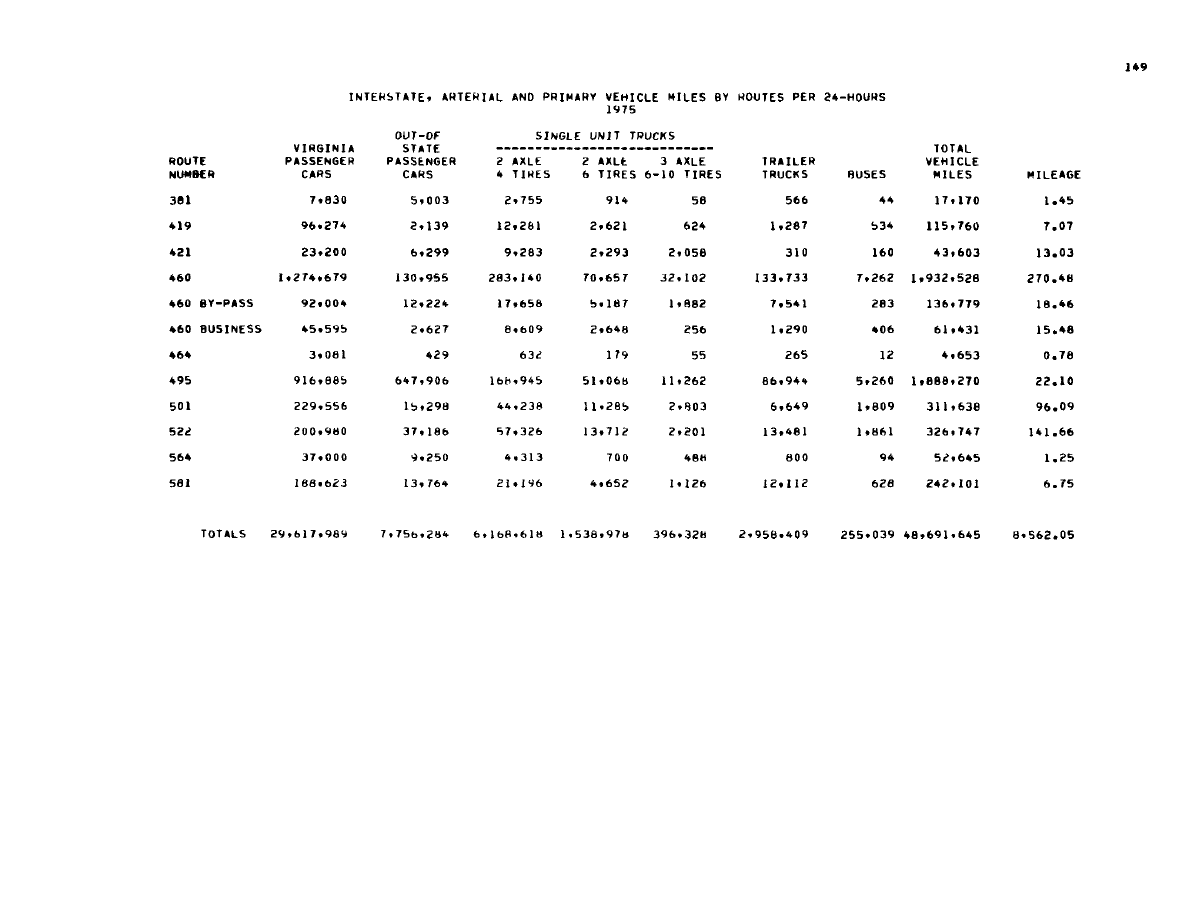 149
INTERSTATE, ARTERIAL AND PRIMARY VEHICLE MILES BY ROUTES PER 24-HOURS
1975
OUT-OF SINGLE UNIT TRUCKS
VIRGINIA STATE ---------------------------- TOTAL
ROUTE PASSENGER PASSENGER 2 AXLE 2 AXLE 3 AXLE TRAILER VEHICLE
NUMBER CARS CARS 4 TIRES 6 TIRES 6-10 TIRES TRUCKS BUSES MILES MILEAGE
381 7,830 5,003 2,755 914 58 566 44 17,170 1.45
419 96,274 2,139 12,281 2,621 624 1,287 534 115,760 7.07
421 23,200 6,299 9,283 2,293 2,058 310 160 43,603 13.03
460 1,274,679 130,955 283,140 70,657 32,102 133,733 7,262 1,932,528 270.48
460 BY-PASS 92,004 12,224 17,658 5,187 1,882 7,541 283 136,779 18.46
460 BUSINESS 45,595 2,627 8,609 2,648 256 1,290 406 61,431 15.48
464 3,081 429 632 179 55 265 12 4,653 0.78
495 916,885 647,906 168,945 51,068 11,262 86,944 5,260 1,888,270 22.10
501 229,556 15,298 44,238 11,285 2,803 6,649 1,809 311,638 96.09
522 200,980 37,186 57,326 13,712 2,201 13,481 1,861 326,747 141.66
564 37,000 9,250 4,313 700 488 800 94 52,645 1.25
581 188,623 13,764 21,196 4,652 1,126 12,112 628 242,101 6.75
TOTALS 29,617,989 7,756,284 6,168,618 1,538,978 396,328 2,958,409 255,039 48,691,645 8,562.05